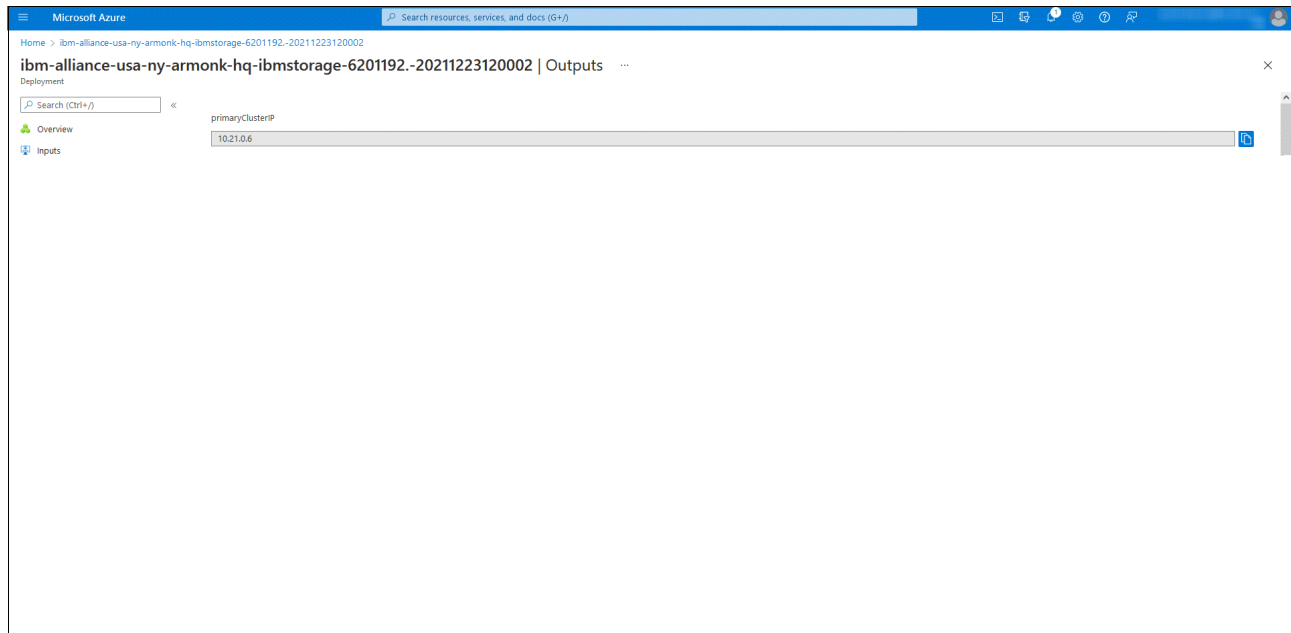 Microsoft Azure
Search resources, services, and docs (G+/)
1
Home > ibm-alliance-usa-ny-armonk-hq-ibmstorage-6201192.-20211223120002
ibm-alliance-usa-ny-armonk-hq-ibmstorage-6201192.-20211223120002 | Outputs ...
Deployment
Search (Ctrl+/)
«
Overview
Inputs
primaryClusterIP
10.21.0.6